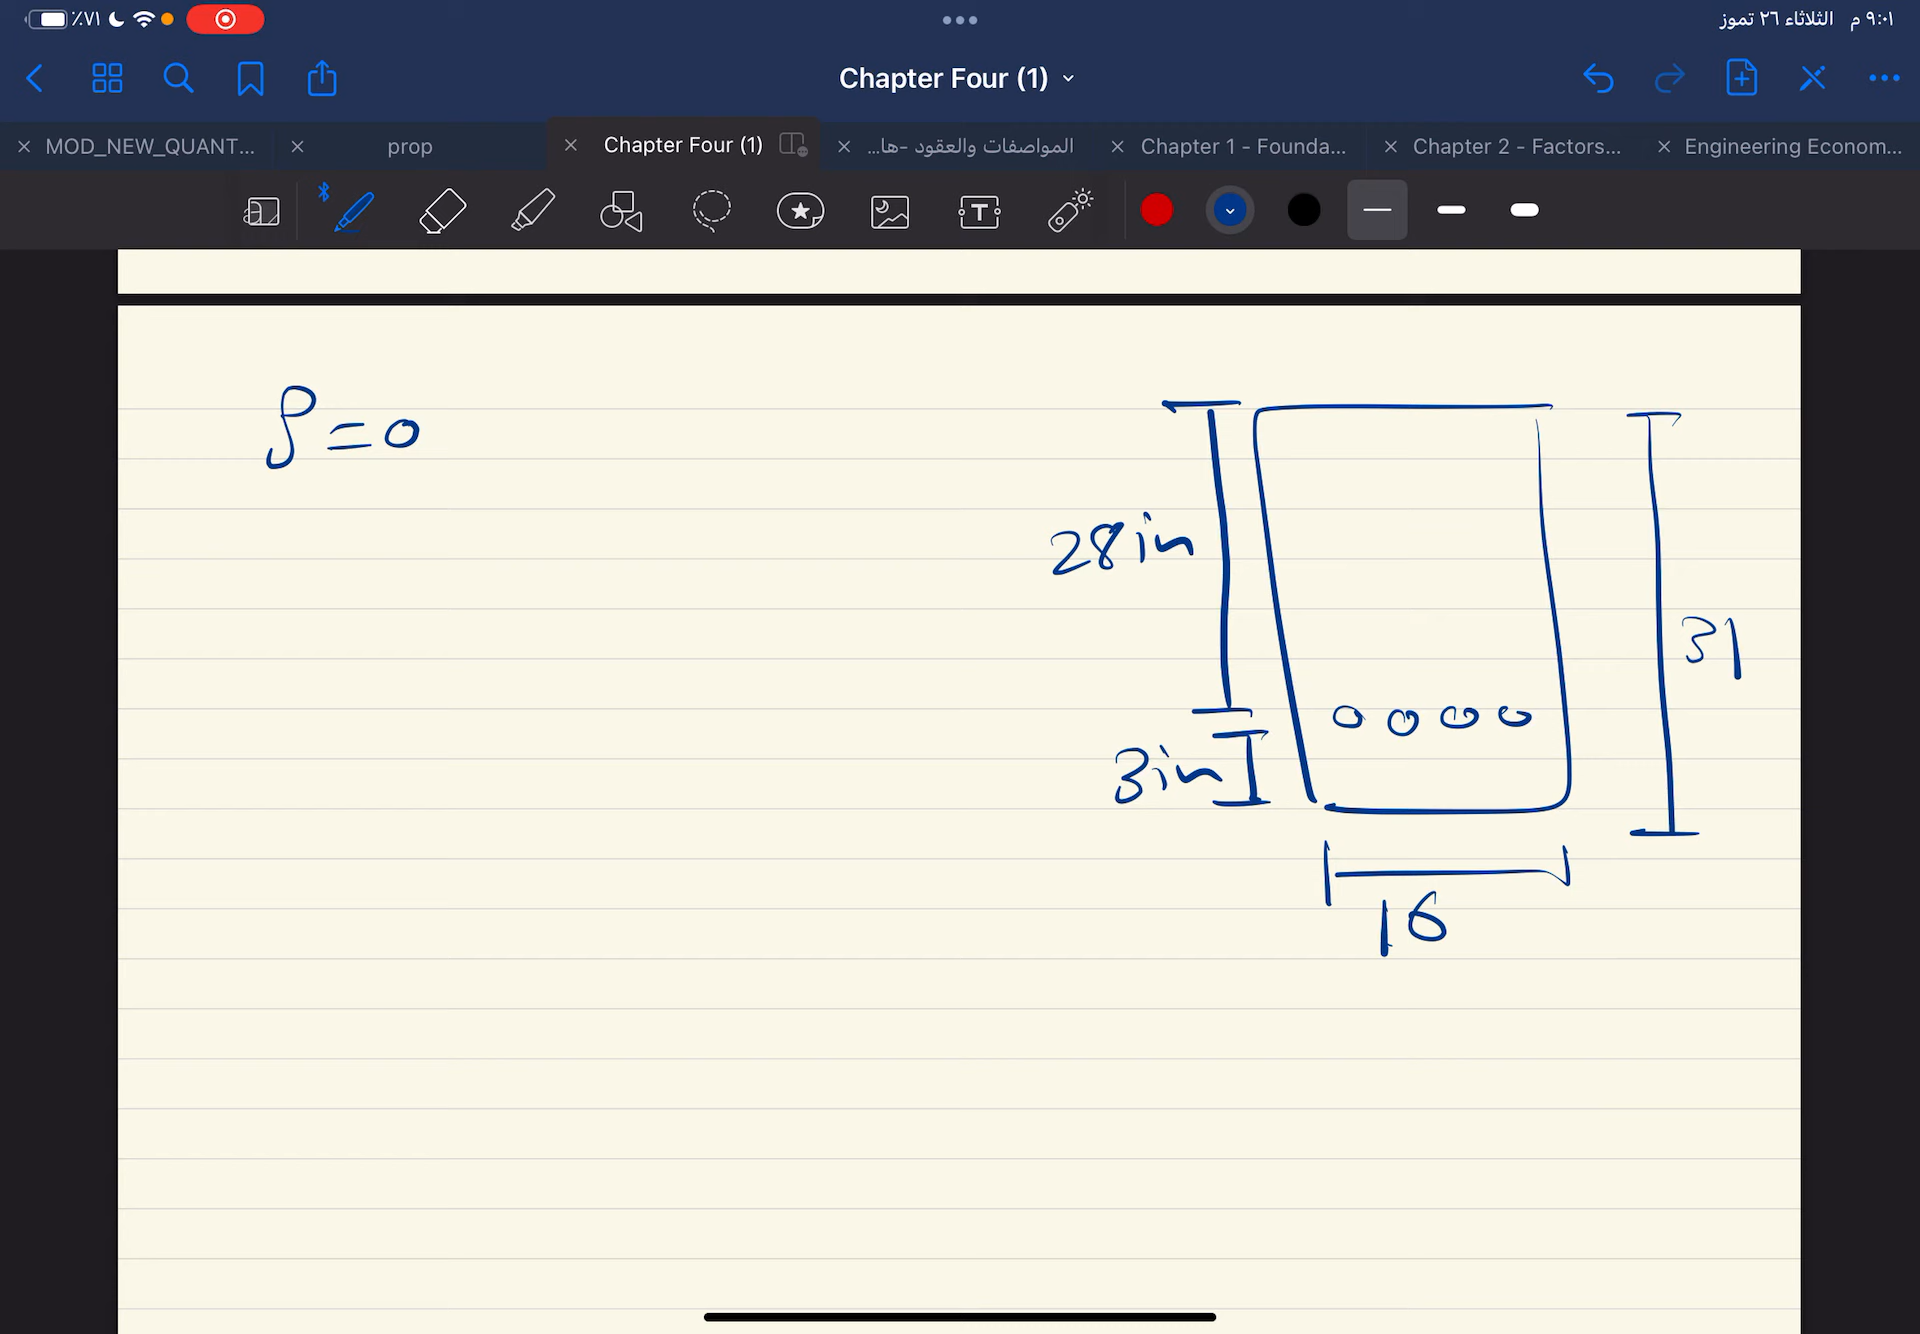 ٪٧١
٩:٠١ م الثلاثاء ٢٦ تموز
Chapter Four (1)
MOD_NEW_QUANT...
prop
Chapter Four (1)
المواصفات والعقود -ها...
Chapter 1 - Founda...
Chapter 2 - Factors...
Engineering Econom...
T
ρ = 0
28 in
31
3 in
16